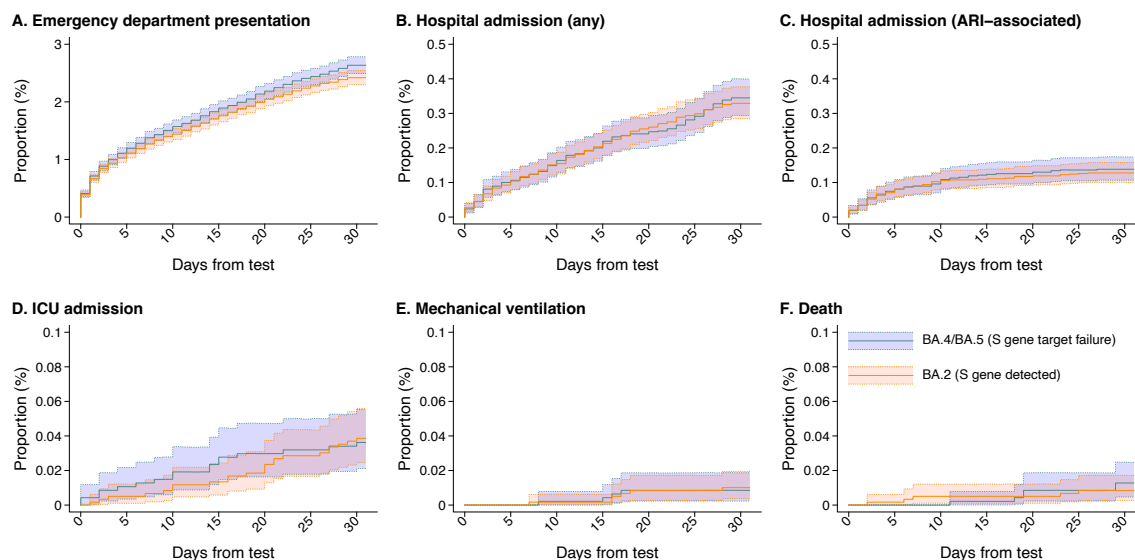 A. Emergency department presentation
Proportion (%)
3
2
1
0
0 5 10 15 20 25 30
Days from test
B. Hospital admission (any)
Proportion (%)
0.5
0.4
0.3
0.2
0.1
0
0 5 10 15 20 25 30
Days from test
C. Hospital admission (ARI–associated)
Proportion (%)
0.5
0.4
0.3
0.2
0.1
0
0 5 10 15 20 25 30
Days from test
D. ICU admission
Proportion (%)
0.1
0.08
0.06
0.04
0.02
0
0 5 10 15 20 25 30
Days from test
E. Mechanical ventilation
Proportion (%)
0.1
0.08
0.06
0.04
0.02
0
0 5 10 15 20 25 30
Days from test
F. Death
Proportion (%)
0.1
0.08
0.06
0.04
0.02
0
BA.4/BA.5 (S gene target failure)
BA.2 (S gene detected)
0 5 10 15 20 25 30
Days from test